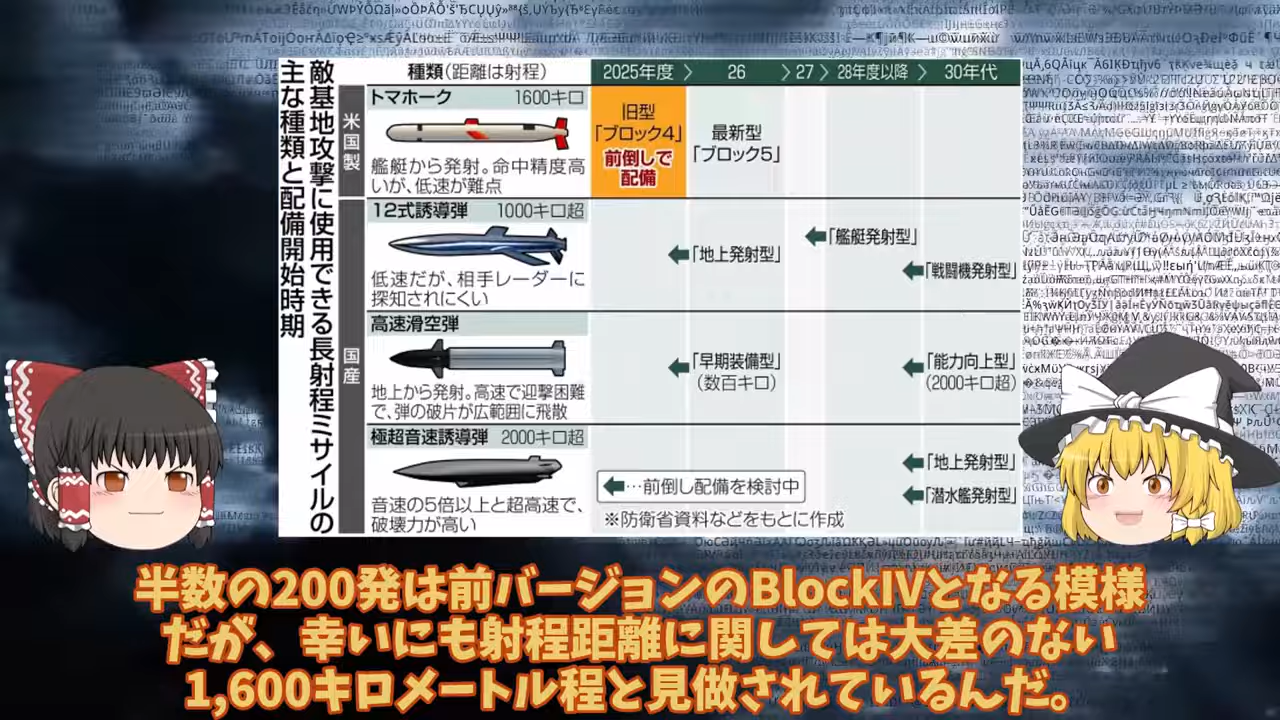 敵基地攻撃に使用できる長射程ミサイルの
主な種類と配備開始時期
種類（距離は射程）
2025年度 26 27 28年度以降 30年代
米国製
トマホーク 1600キロ
艦艇から発射。命中精度高
いが、低速が難点
旧型
「ブロック4」
前倒しで
配備
最新型
「ブロック5」
国産
12式誘導弾 1000キロ超
低速だが、相手レーダーに
探知されにくい
←「地上発射型」
←「艦艇発射型」
←「戦闘機発射型」
高速滑空弾
地上から発射。高速で迎撃困難
で、弾の破片が広範囲に飛散
←「早期装備型」
（数百キロ）
←「能力向上型」
（2000キロ超）
極超音速誘導弾 2000キロ超
音速の5倍以上と超高速で、
破壊力が高い
←「地上発射型」
←「潜水艦発射型」
←…前倒し配備を検討中
※防衛省資料などをもとに作成
半数の200発は前バージョンのBlockⅣとなる模様
だが、幸いにも射程距離に関しては大差のない
1,600キロメートル程と見做されているんだ。